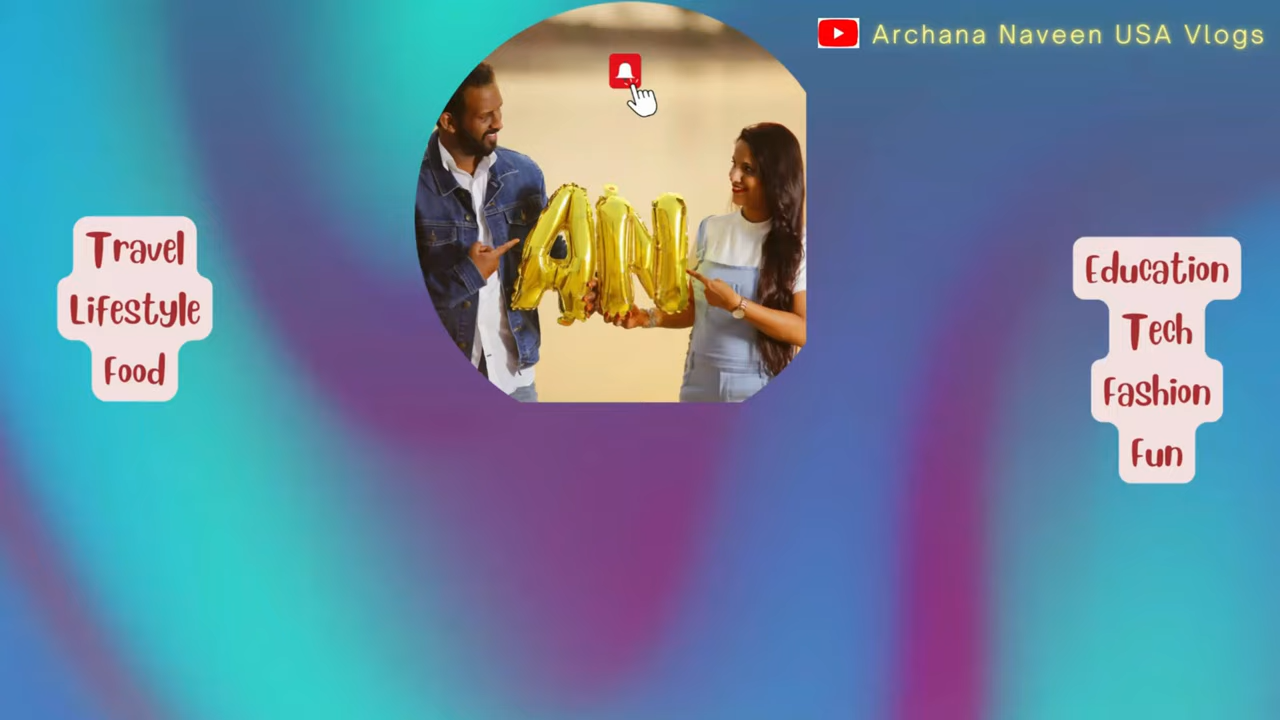 Archana Naveen USA Vlogs
AN
Travel
Lifestyle
Food
Education
Tech
Fashion
Fun